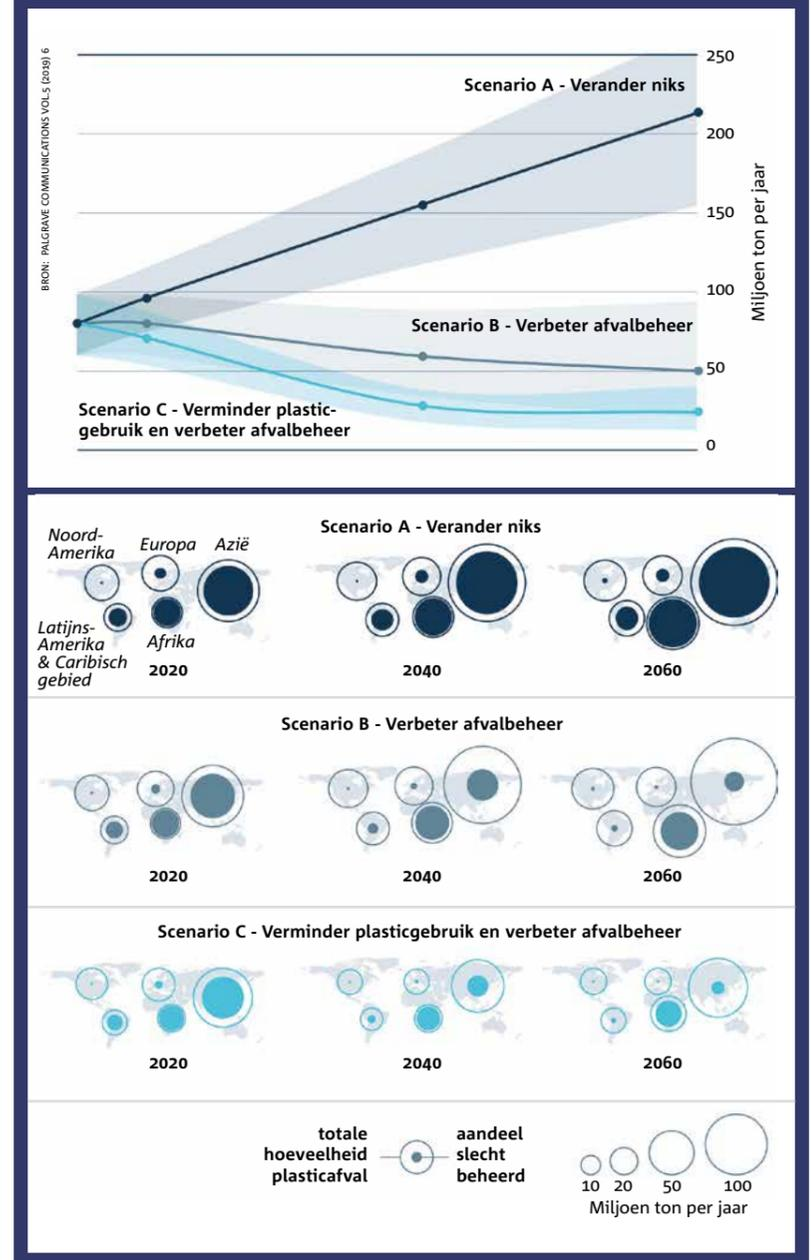 BRON: PALGRAVE COMMUNICATIONS VOL.5 (2019) 6
250
Scenario A - Verander niks
200
150
100
Scenario B - Verbeter afvalbeheer
50
Scenario C - Verminder plastic-
gebruik en verbeter afvalbeheer
0
Miljoen ton per jaar
Scenario A - Verander niks
Noord-
Amerika
Europa
Azië
Latijns-
Amerika
& Caribisch
gebied
Afrika
2020
2040
2060
Scenario B - Verbeter afvalbeheer
2020
2040
2060
Scenario C - Verminder plasticgebruik en verbeter afvalbeheer
2020
2040
2060
totale
hoeveelheid
plasticafval
aandeel
slecht
beheerd
10 20 50 100
Miljoen ton per jaar